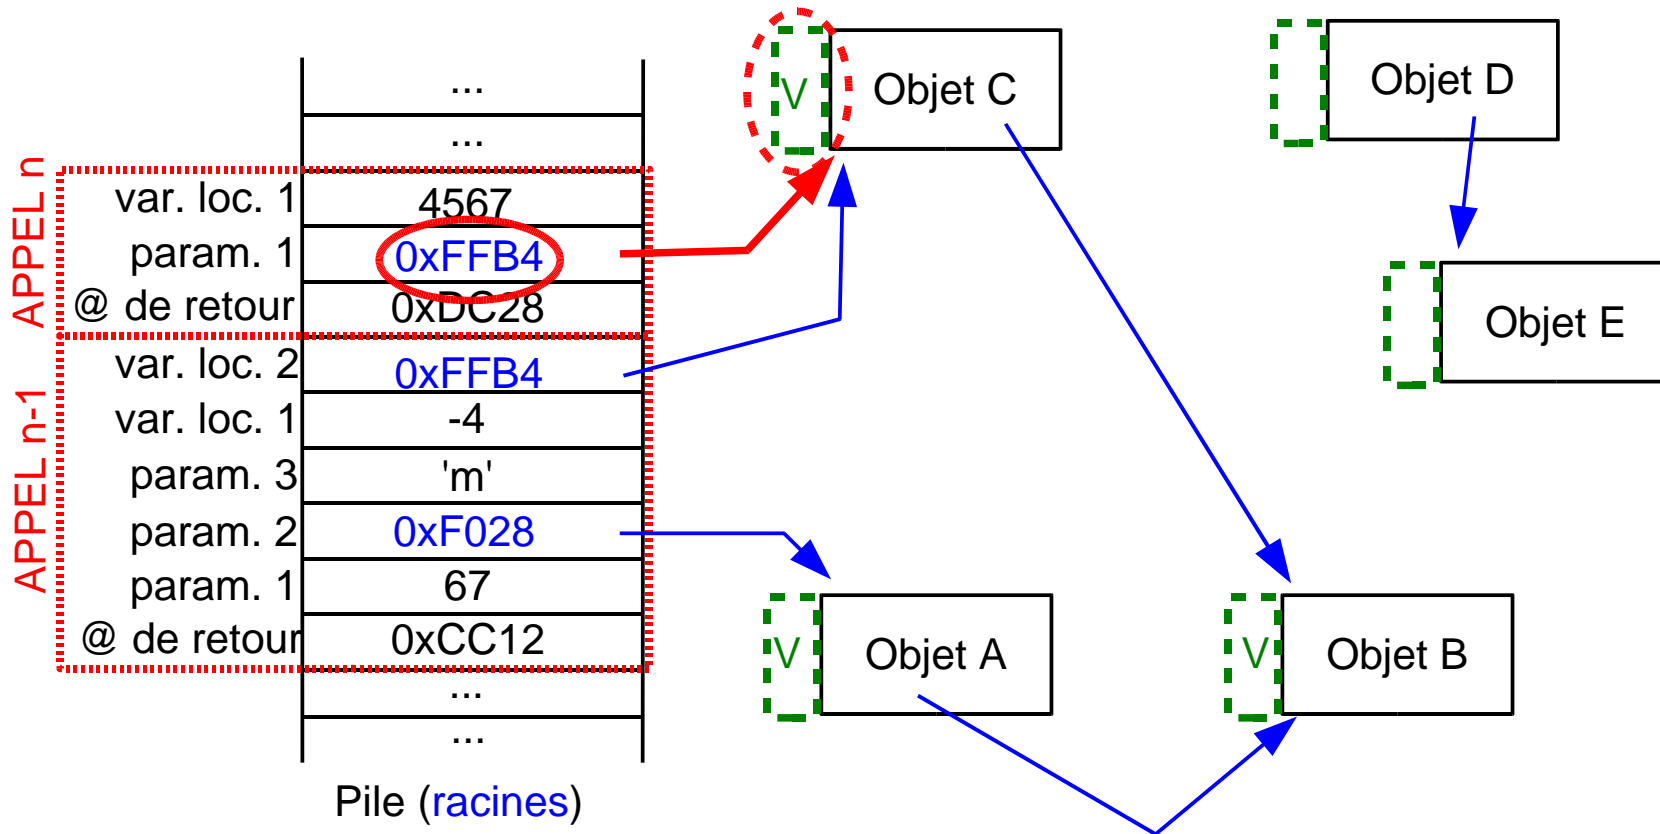 ...
...
APPEL n
var. loc. 1 4567
param. 1 0xFFB4
@ de retour 0xDC28
APPEL n-1
var. loc. 2 0xFFB4
var. loc. 1 -4
param. 3 'm'
param. 2 0xF028
param. 1 67
@ de retour 0xCC12
...
...
Pile (racines)
V Objet C
Objet D
Objet E
V Objet A
V Objet B